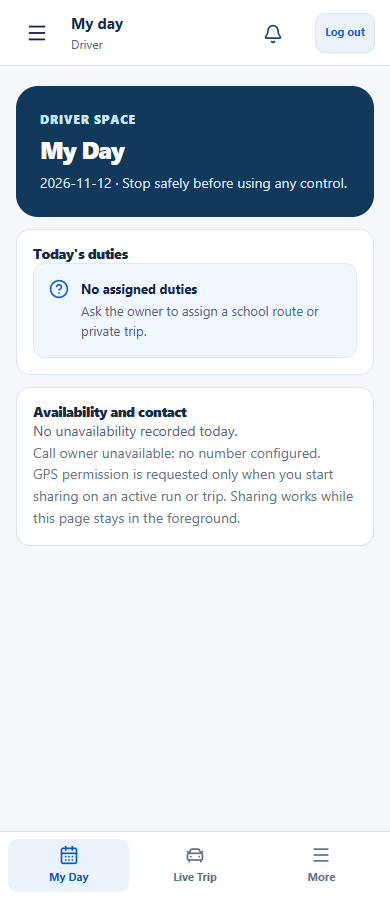 My day
Driver
Log out
DRIVER SPACE
My Day
2026-11-12 · Stop safely before using any control.
Today's duties
No assigned duties
Ask the owner to assign a school route or
private trip.
Availability and contact
No unavailability recorded today.
Call owner unavailable: no number configured.
GPS permission is requested only when you start
sharing on an active run or trip. Sharing works while
this page stays in the foreground.
My Day
Live Trip
More